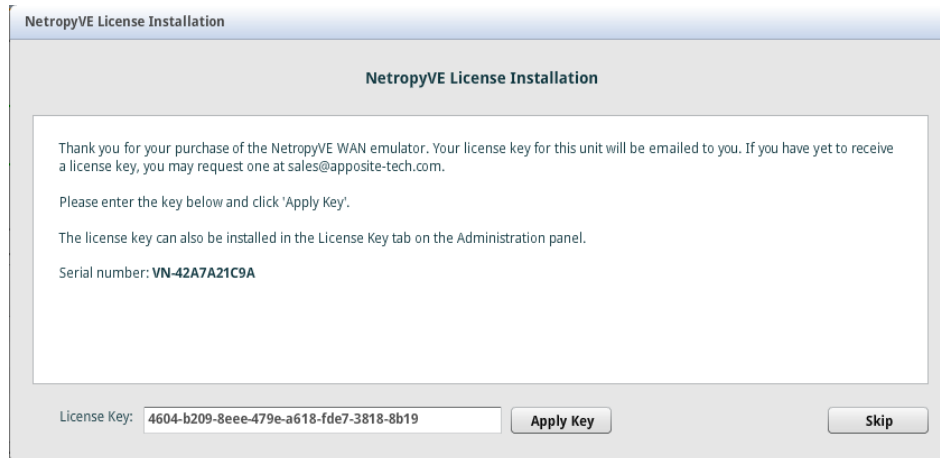 NetropyVE License Installation
NetropyVE License Installation
Thank you for your purchase of the NetropyVE WAN emulator. Your license key for this unit will be emailed to you. If you have yet to receive
a license key, you may request one at sales@apposite-tech.com.
Please enter the key below and click 'Apply Key'.
The license key can also be installed in the License Key tab on the Administration panel.
Serial number: VN-42A7A21C9A
License Key: 4604-b209-8eee-479e-a618-fde7-3818-8b19 Apply Key Skip